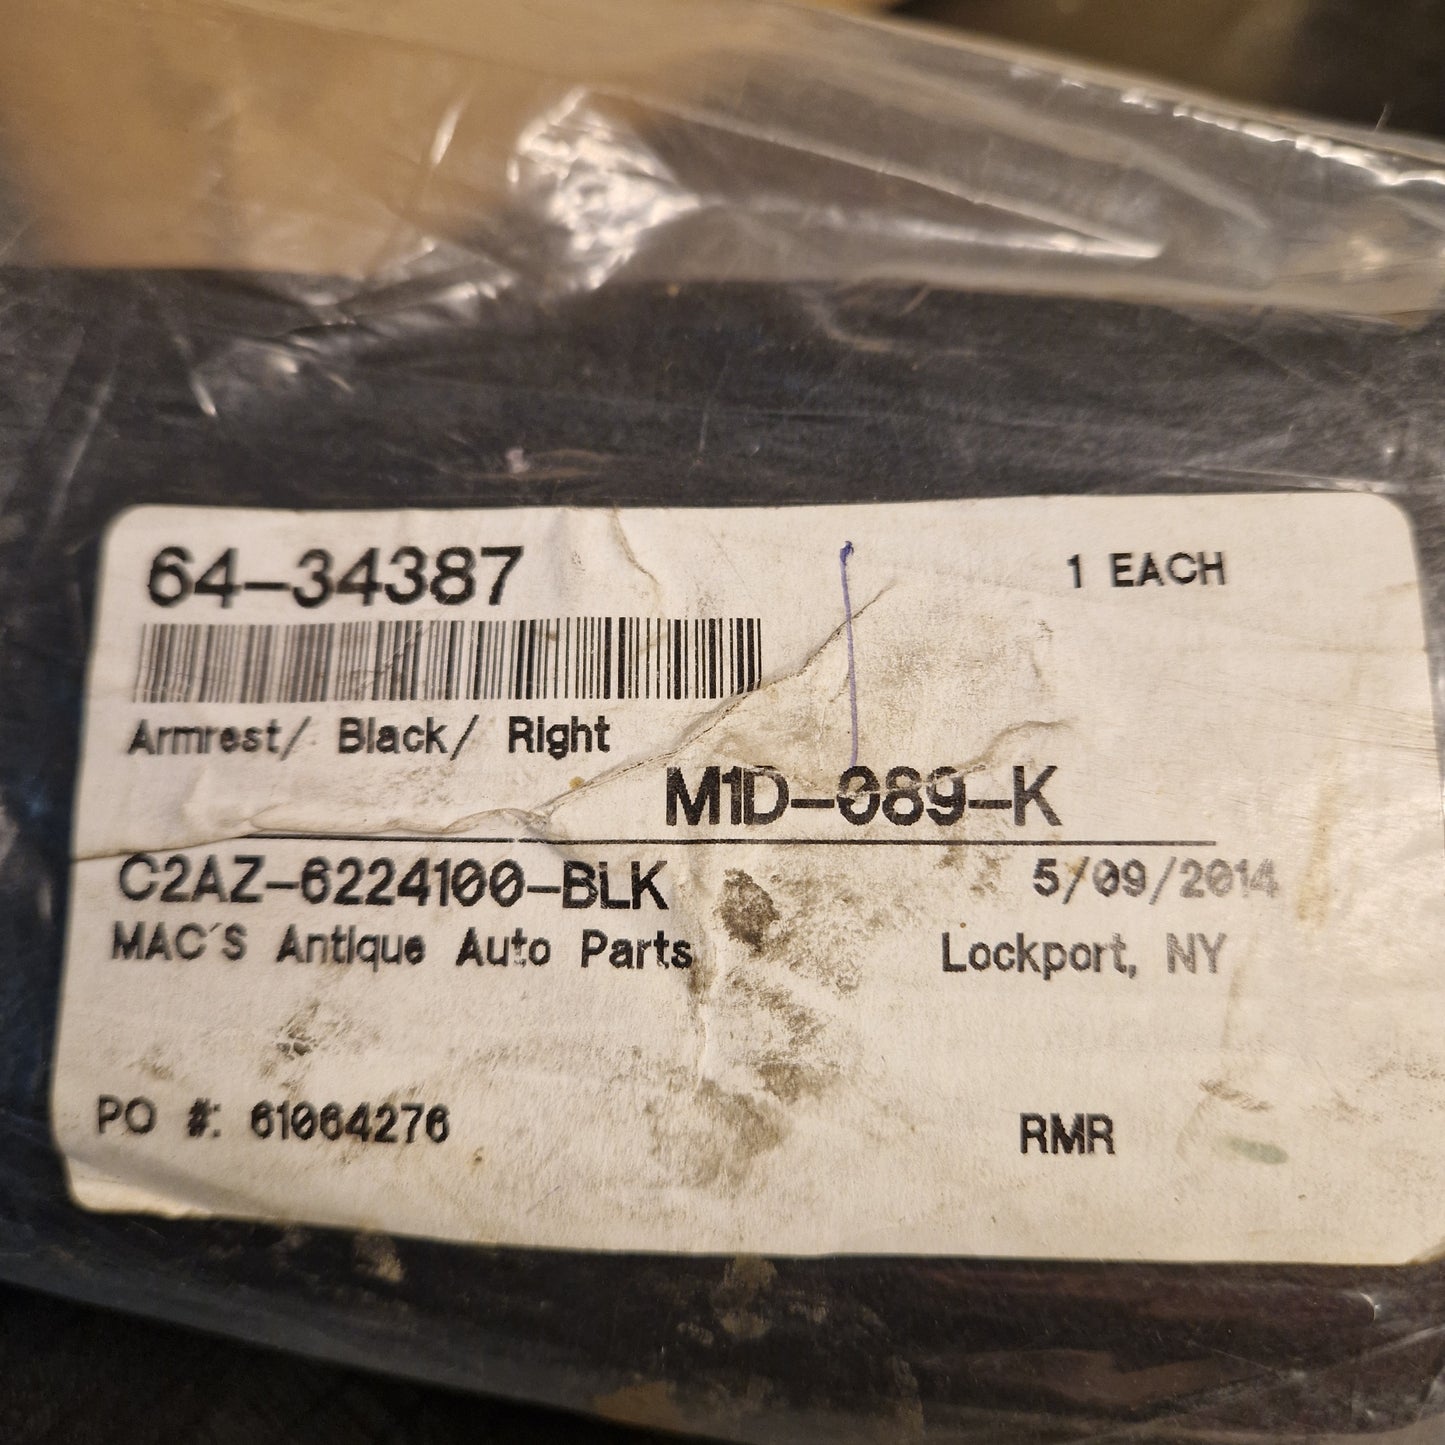 64-34387
1 EACH
Armrest/ Black/ Right
M1D-089-K
C2AZ-6224100-BLK
5/09/2014
MAC'S Antique Auto Parts
Lockport, NY
PO #: 61064276
RMR